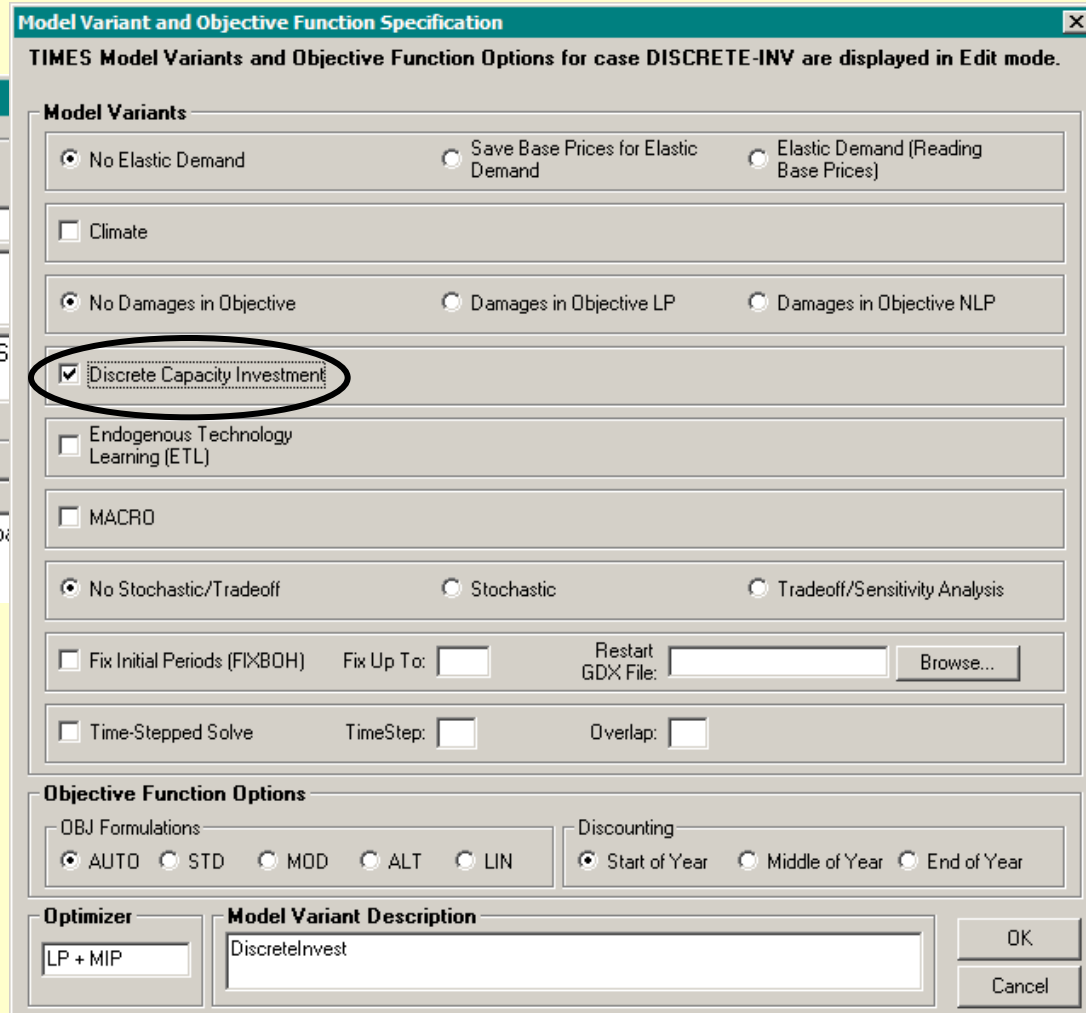 Model Variant and Objective Function Specification
TIMES Model Variants and Objective Function Options for case DISCRETE-INV are displayed in Edit mode.
Model Variants
No Elastic Demand
Save Base Prices for Elastic
Demand
Elastic Demand (Reading
Base Prices)
Climate
No Damages in Objective
Damages in Objective LP
Damages in Objective NLP
Discrete Capacity Investment
Endogenous Technology
Learning (ETL)
MACRO
No Stochastic/Tradeoff
Stochastic
Tradeoff/Sensitivity Analysis
Fix Initial Periods (FIXBOH)
Fix Up To:
Restart
GDX File:
Browse...
Time-Stepped Solve
TimeStep:
Overlap:
Objective Function Options
OBJ Formulations
AUTO STD MOD ALT LIN
Discounting
Start of Year Middle of Year End of Year
Optimizer
LP + MIP
Model Variant Description
DiscreteInvest
OK
Cancel